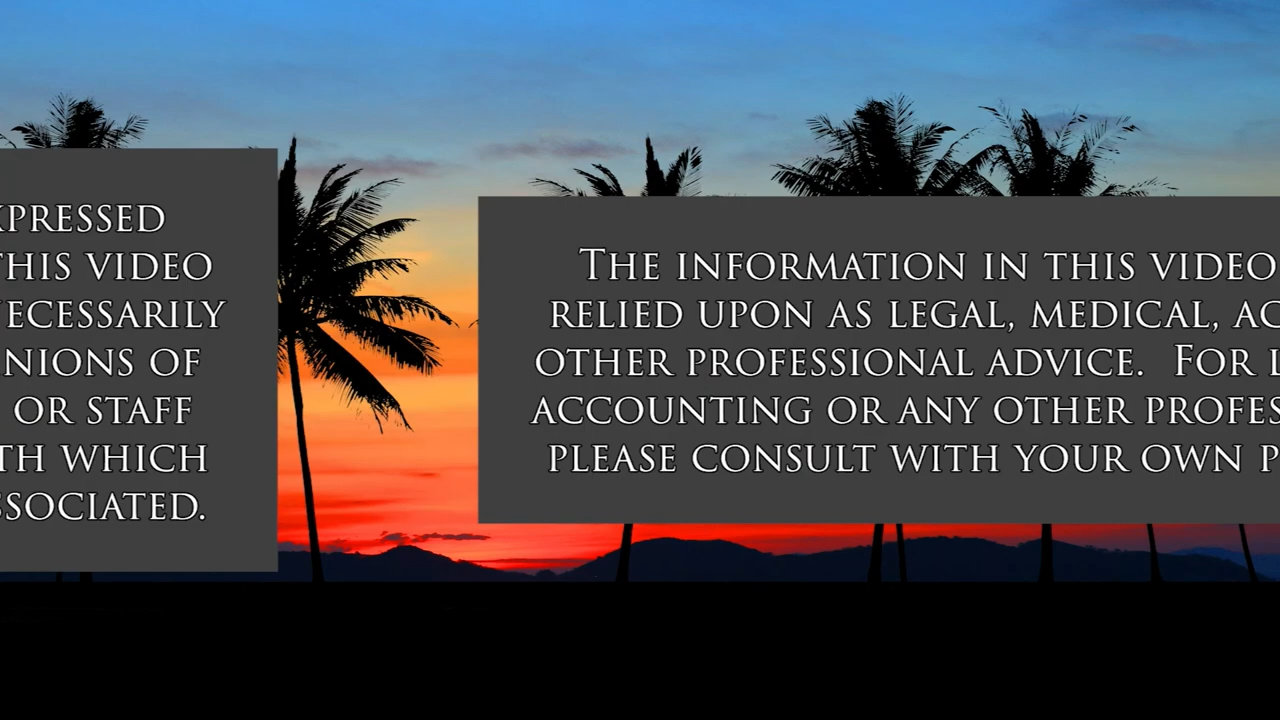 XPRESSED
THIS VIDEO
NECESSARILY
NIONS OF
OR STAFF
TH WHICH
SSOCIATED.
THE INFORMATION IN THIS VIDEO
RELIED UPON AS LEGAL, MEDICAL, AC
OTHER PROFESSIONAL ADVICE. FOR L
ACCOUNTING OR ANY OTHER PROFES
PLEASE CONSULT WITH YOUR OWN P